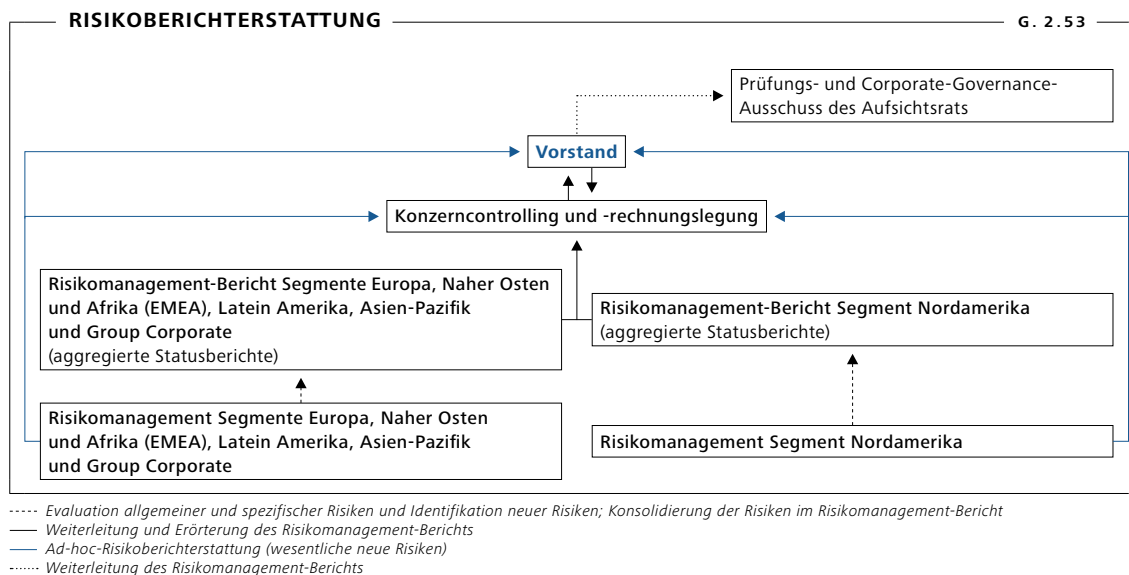 RISIKOBERICHTERSTATTUNG
G. 2.53
Prüfungs- und Corporate-Governance-
Ausschuss des Aufsichtsrats
Vorstand
Konzerncontrolling und -rechnungslegung
Risikomanagement-Bericht Segmente Europa, Naher Osten
und Afrika (EMEA), Latein Amerika, Asien-Pazifik
und Group Corporate
(aggregierte Statusberichte)
Risikomanagement-Bericht Segment Nordamerika
(aggregierte Statusberichte)
Risikomanagement Segmente Europa, Naher Osten
und Afrika (EMEA), Latein Amerika, Asien-Pazifik
und Group Corporate
Risikomanagement Segment Nordamerika
Evaluation allgemeiner und spezifischer Risiken und Identifikation neuer Risiken; Konsolidierung der Risiken im Risikomanagement-Bericht
Weiterleitung und Erörterung des Risikomanagement-Berichts
Ad-hoc-Risikoberichterstattung (wesentliche neue Risiken)
Weiterleitung des Risikomanagement-Berichts